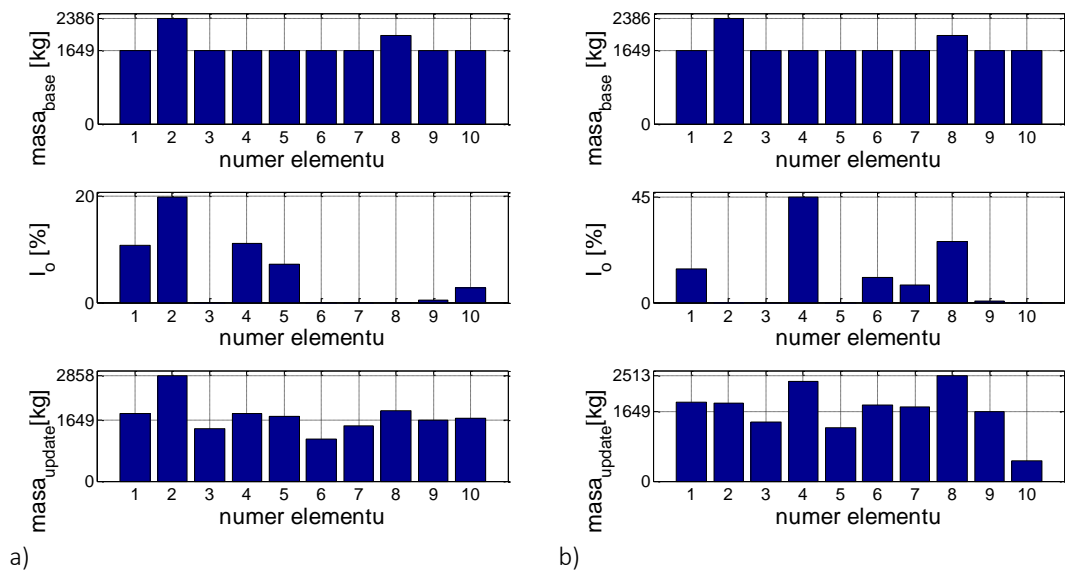 2386
1649
0
masa_base [kg]
1 2 3 4 5 6 7 8 9 10
numer elementu
20
0
I_o [%]
1 2 3 4 5 6 7 8 9 10
numer elementu
2858
1649
0
masa_update [kg]
1 2 3 4 5 6 7 8 9 10
numer elementu
a)
2386
1649
0
masa_base [kg]
1 2 3 4 5 6 7 8 9 10
numer elementu
45
0
I_o [%]
1 2 3 4 5 6 7 8 9 10
numer elementu
2513
1649
0
masa_update [kg]
1 2 3 4 5 6 7 8 9 10
numer elementu
b)